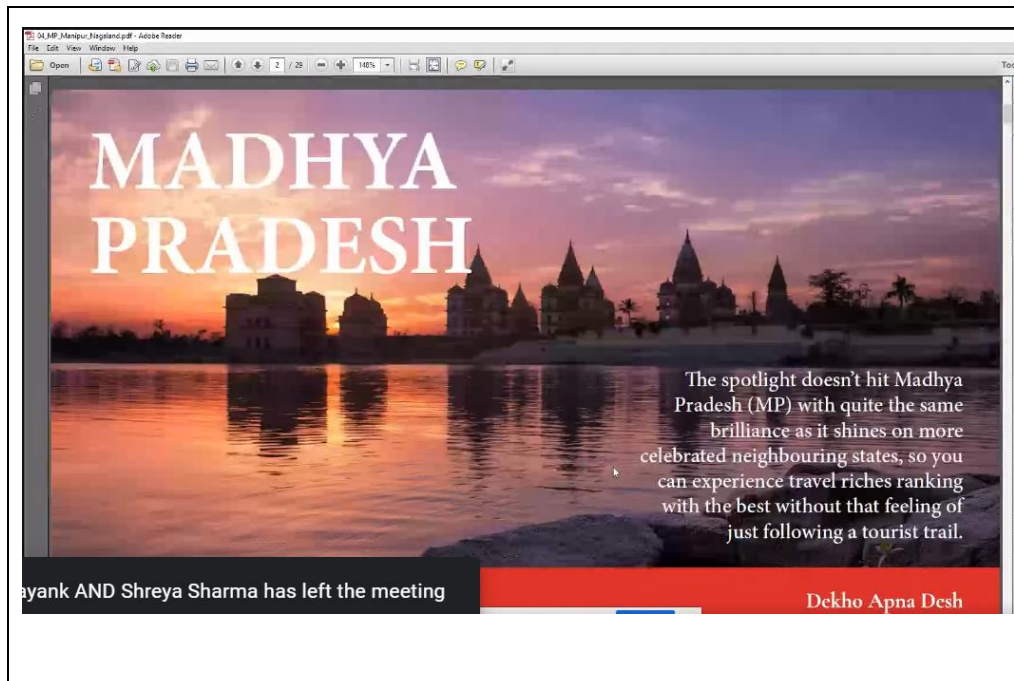 04_MP_Manipur_Nagaland.pdf - Adobe Reader
File Edit View Window Help
Open 2 / 29 148%
MADHYA
PRADESH
The spotlight doesn't hit Madhya
Pradesh (MP) with quite the same
brilliance as it shines on more
celebrated neighbouring states, so you
can experience travel riches ranking
with the best without that feeling of
just following a tourist trail.
ayank AND Shreya Sharma has left the meeting
Dekho Apna Desh